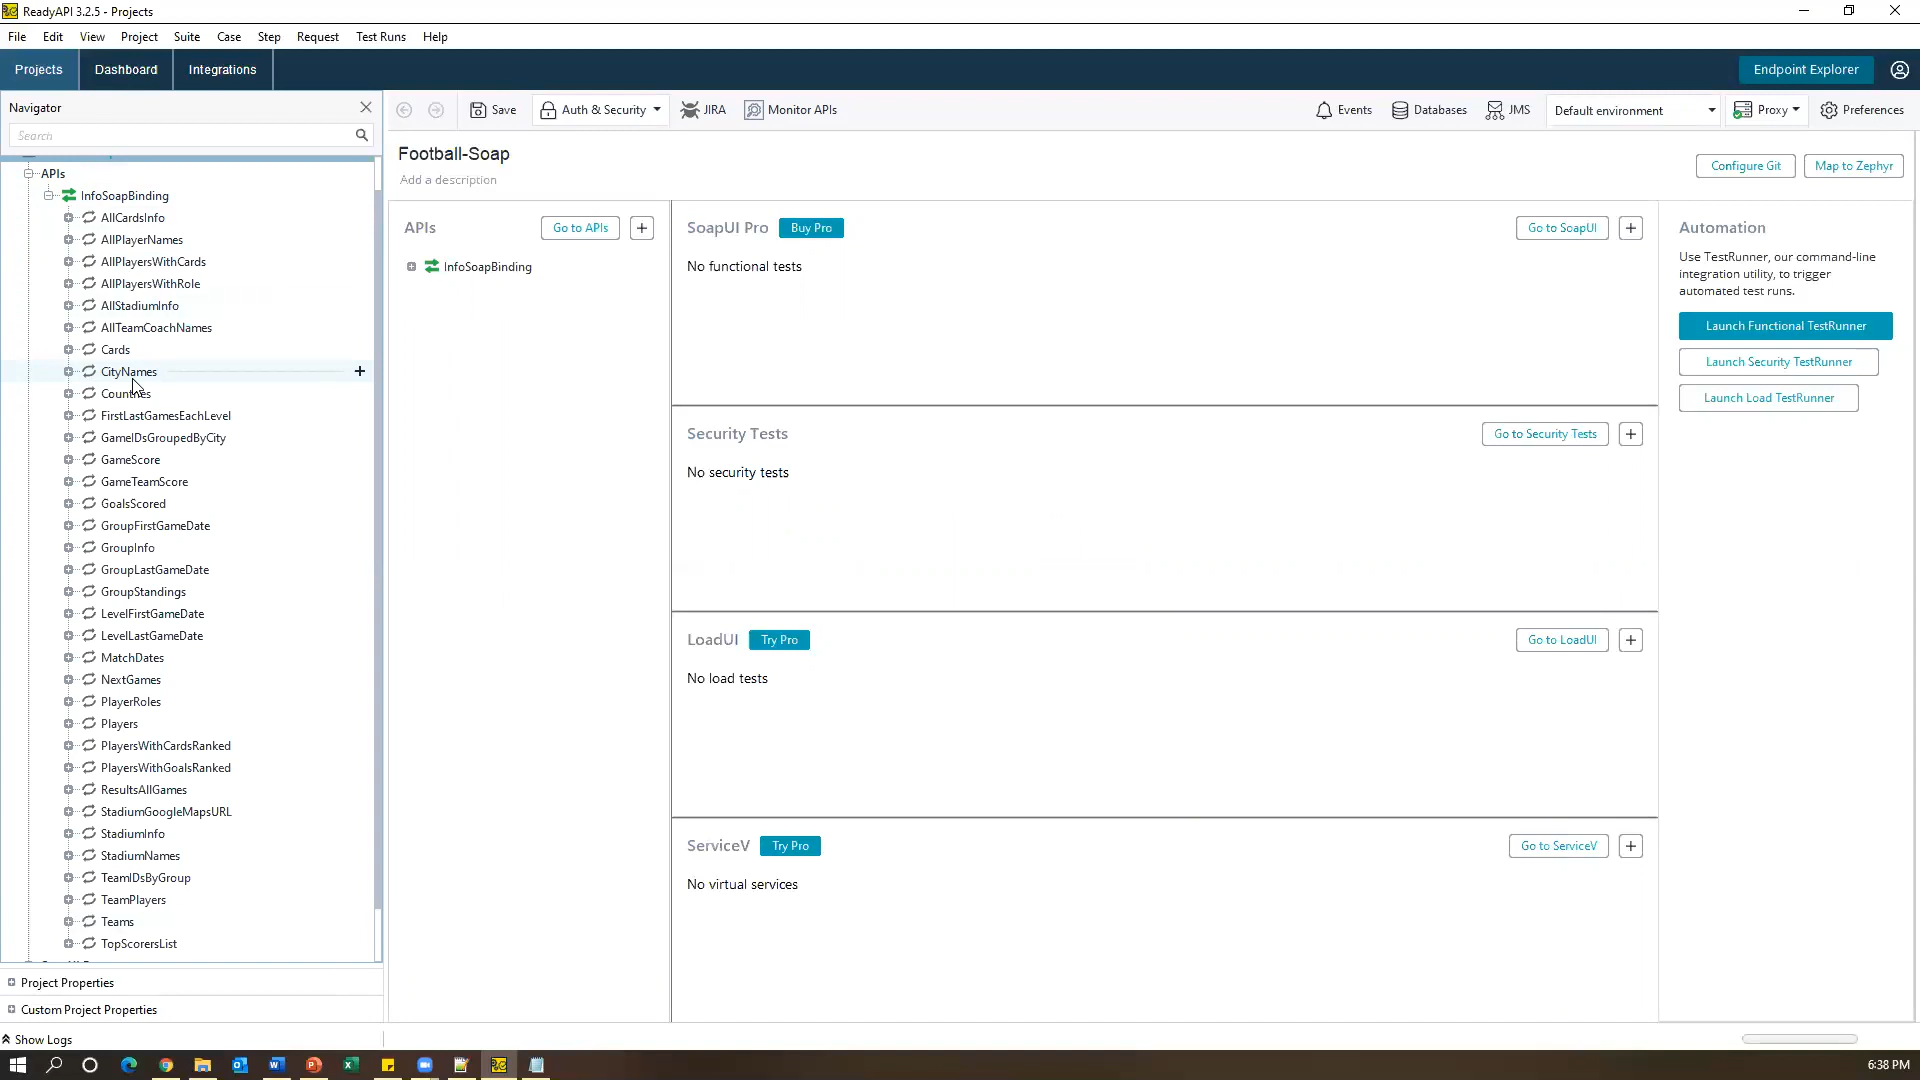 ReadyAPI 3.2.5 - Projects
File Edit View Project Suite Case Step Request Test Runs Help
Projects Dashboard Integrations Endpoint Explorer
Navigator
Save Auth & Security JIRA Monitor APIs Events Databases JMS Default environment Proxy Preferences
Search
Football-Soap
Add a description
Configure Git Map to Zephyr
APIs
InfoSoapBinding
AllCardsInfo
AllPlayerNames
AllPlayersWithCards
AllPlayersWithRole
AllStadiumInfo
AllTeamCoachNames
Cards
CityNames
Countries
FirstLastGamesEachLevel
GameIDsGroupedByCity
GameScore
GameTeamScore
GoalsScored
GroupFirstGameDate
GroupInfo
GroupLastGameDate
GroupStandings
LevelFirstGameDate
LevelLastGameDate
MatchDates
NextGames
PlayerRoles
Players
PlayersWithCardsRanked
PlayersWithGoalsRanked
ResultsAllGames
StadiumGoogleMapsURL
StadiumInfo
StadiumNames
TeamIDsByGroup
TeamPlayers
Teams
TopScorersList
Project Properties
Custom Project Properties
Show Logs
APIs Go to APIs
InfoSoapBinding
SoapUI Pro Buy Pro Go to SoapUI
No functional tests
Security Tests Go to Security Tests
No security tests
LoadUI Try Pro Go to LoadUI
No load tests
ServiceV Try Pro Go to ServiceV
No virtual services
Automation
Use TestRunner, our command-line
integration utility, to trigger
automated test runs.
Launch Functional TestRunner
Launch Security TestRunner
Launch Load TestRunner
6:38 PM